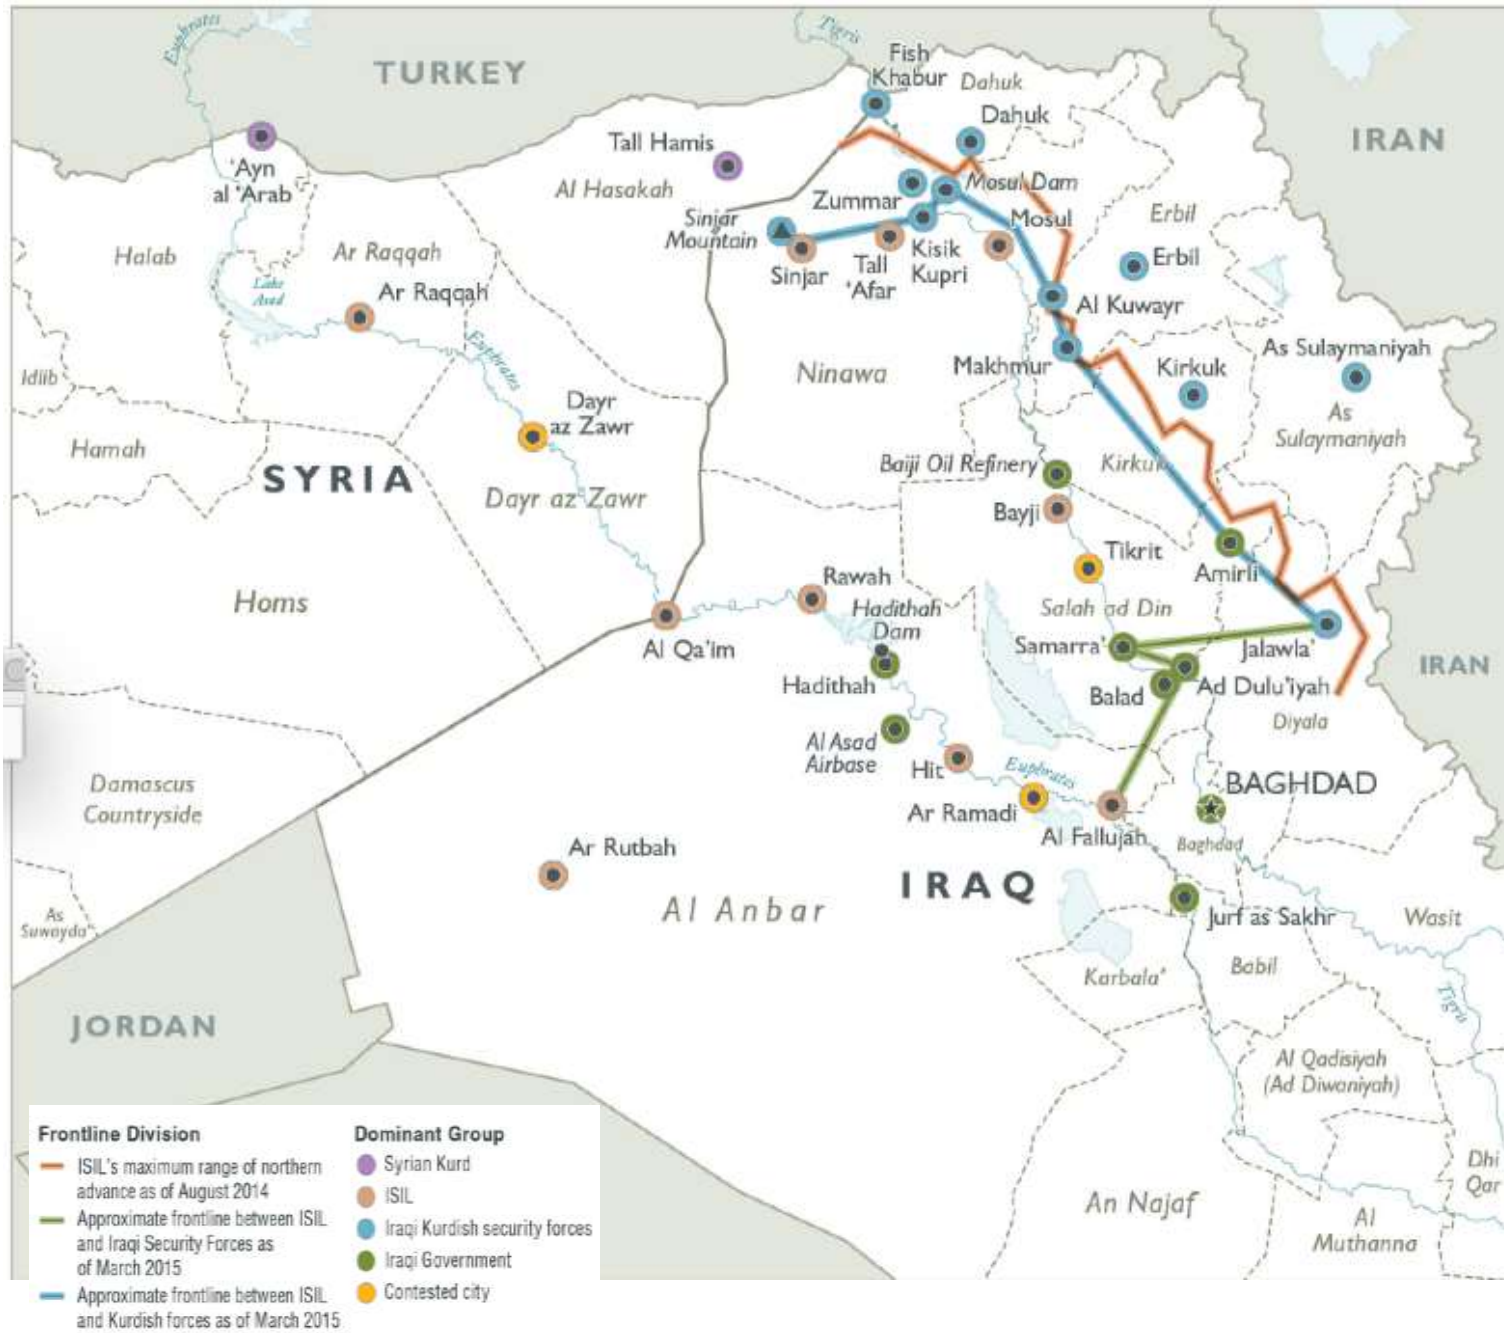 Euphrates
TURKEY
Tigris
Fish
Khabur
Dahuk
Dahuk
IRAN
'Ayn
al 'Arab
Tall Hamis
Al Hasakah
Zummar
Mosul Dam
Mosul
Erbil
Sinjar
Mountain
Halab
Ar Raqqah
Sinjar
Tall
'Afar
Kisik
Kupri
Erbil
Lake
Asad
Ar Raqqah
Al Kuwayr
Euphrates
Idlib
Ninawa
Makhmur
Kirkuk
As Sulaymaniyah
Dayr
az Zawr
As
Sulaymaniyah
Hamah
SYRIA
Baiji Oil Refinery
Kirkuk
Dayr az Zawr
Bayji
Tikrit
Amirli
Rawah
Homs
Hadithah
Dam
Salah ad Din
Al Qa'im
Samarra'
Jalawla'
IRAN
Hadithah
Balad
Ad Dulu'iyah
Diyala
Al Asad
Airbase
Hit
Euphrates
BAGHDAD
Damascus
Countryside
Ar Ramadi
Al Fallujah
Baghdad
Ar Rutbah
IRAQ
Al Anbar
As
Suwayda'
Jurf as Sakhr
Wasit
Karbala'
Babil
JORDAN
Tigris
Al Qadisiyah
(Ad Diwaniyah)
An Najaf
Dhi
Qar
Al
Muthanna
Frontline Division
ISIL's maximum range of northern
advance as of August 2014
Approximate frontline between ISIL
and Iraqi Security Forces as
of March 2015
Approximate frontline between ISIL
and Kurdish forces as of March 2015
Dominant Group
Syrian Kurd
ISIL
Iraqi Kurdish security forces
Iraqi Government
Contested city